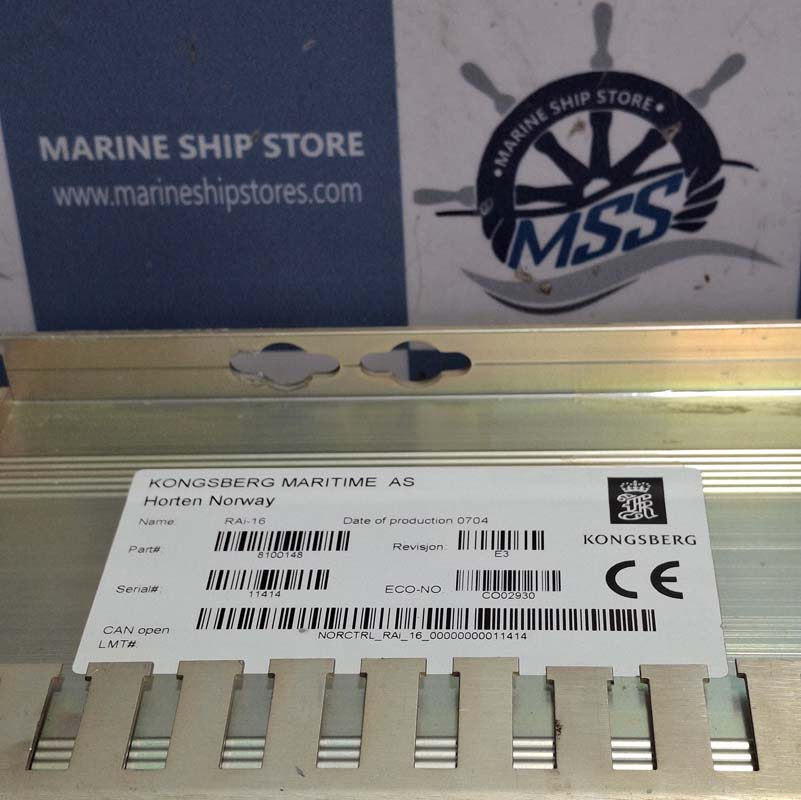 MARINE SHIP STORE
www.marineshipstores.com
•MARINE SHIP STORE•
MSS
KONGSBERG MARITIME AS
Horten Norway
Name RAi-16 Date of production 0704
Part#: 8100148 Revisjon: E3
KONGSBERG
Serial#: 11414 ECO-NO CO02930
CE
CAN open LMT#
NORCTRL_RAi_16_00000000011414